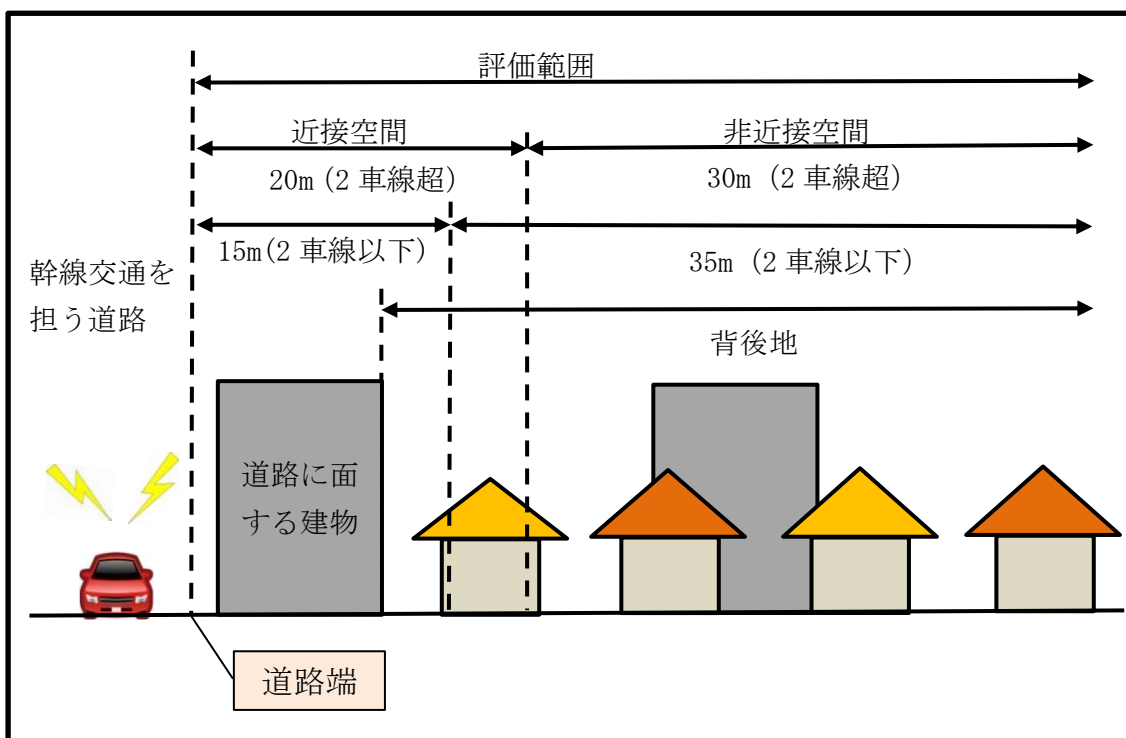 評価範囲
近接空間
非近接空間
20m (2 車線超)
30m (2 車線超)
15m(2 車線以下)
35m (2 車線以下)
幹線交通を
担う道路
背後地
道路に面
する建物
道路端